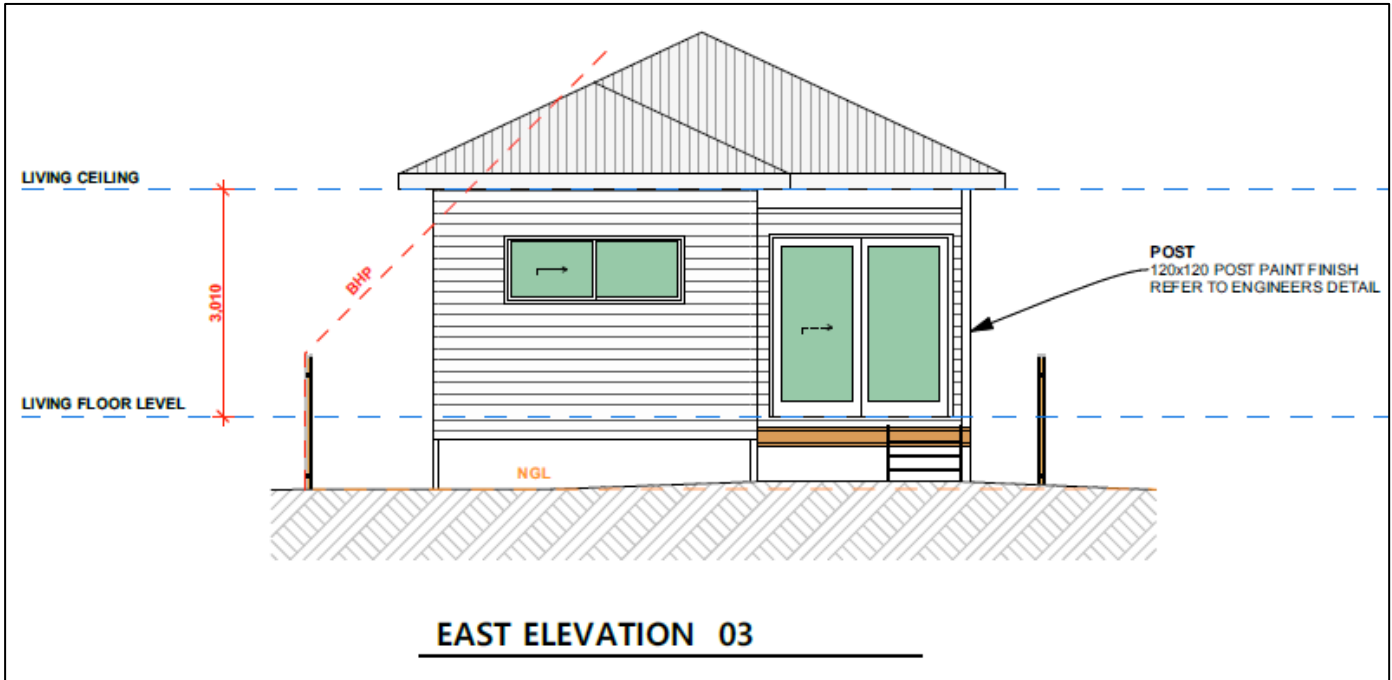 LIVING CEILING
BHP
3,010
POST
120x120 POST PAINT FINISH
REFER TO ENGINEERS DETAIL
LIVING FLOOR LEVEL
NGL
EAST ELEVATION 03